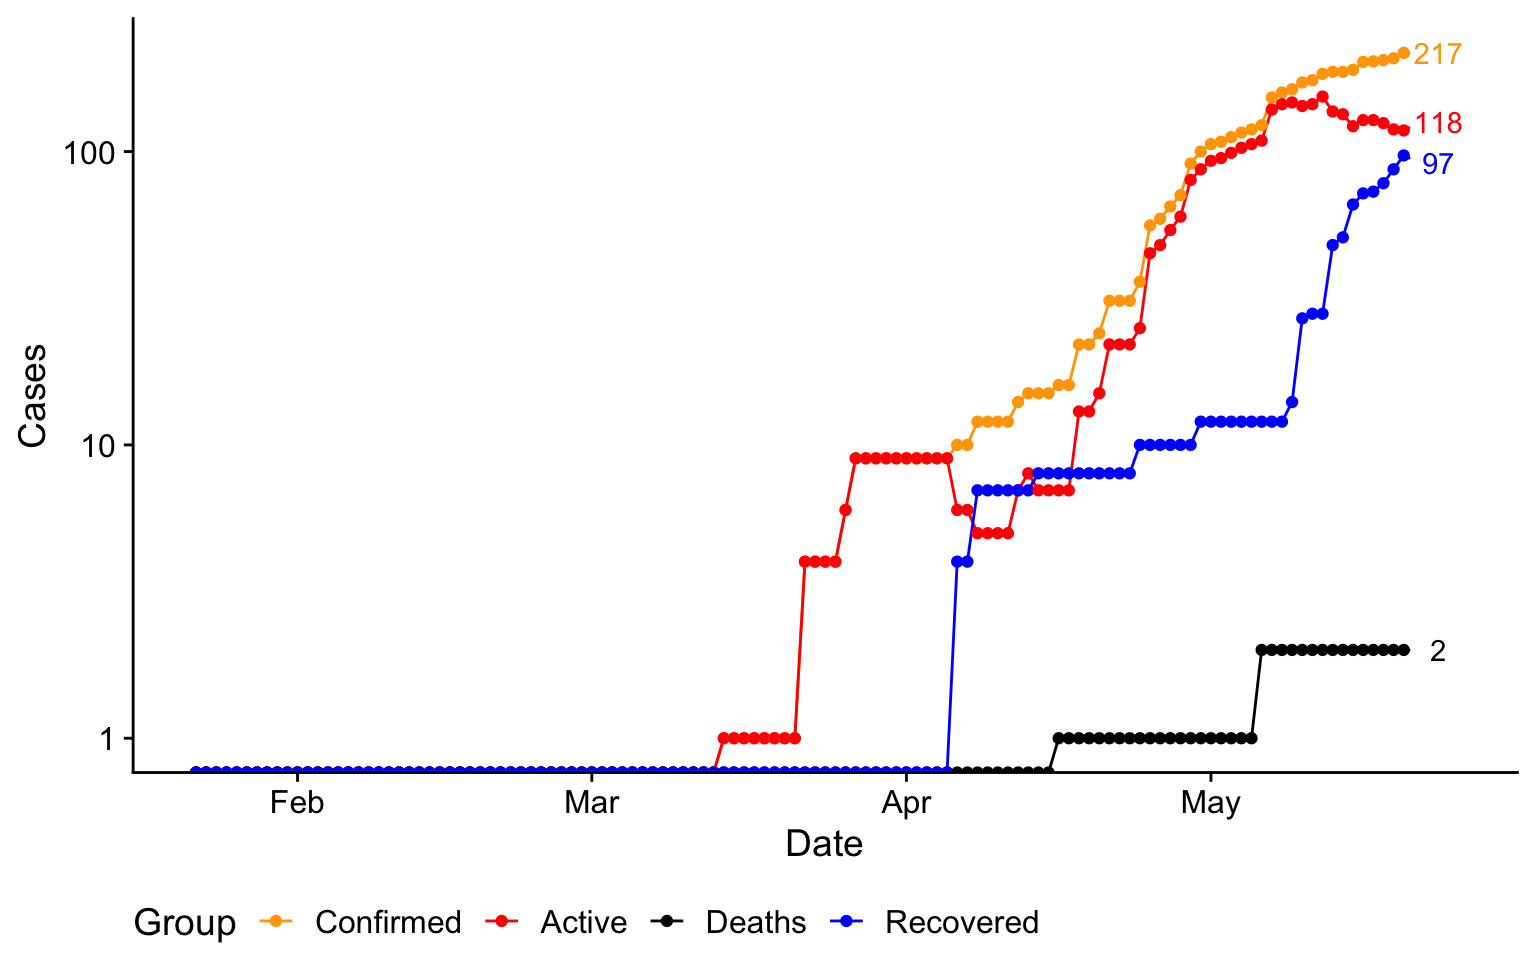 217
118
100
97
Cases
10
2
1
Feb Mar Apr May
Date
Group Confirmed Active Deaths Recovered